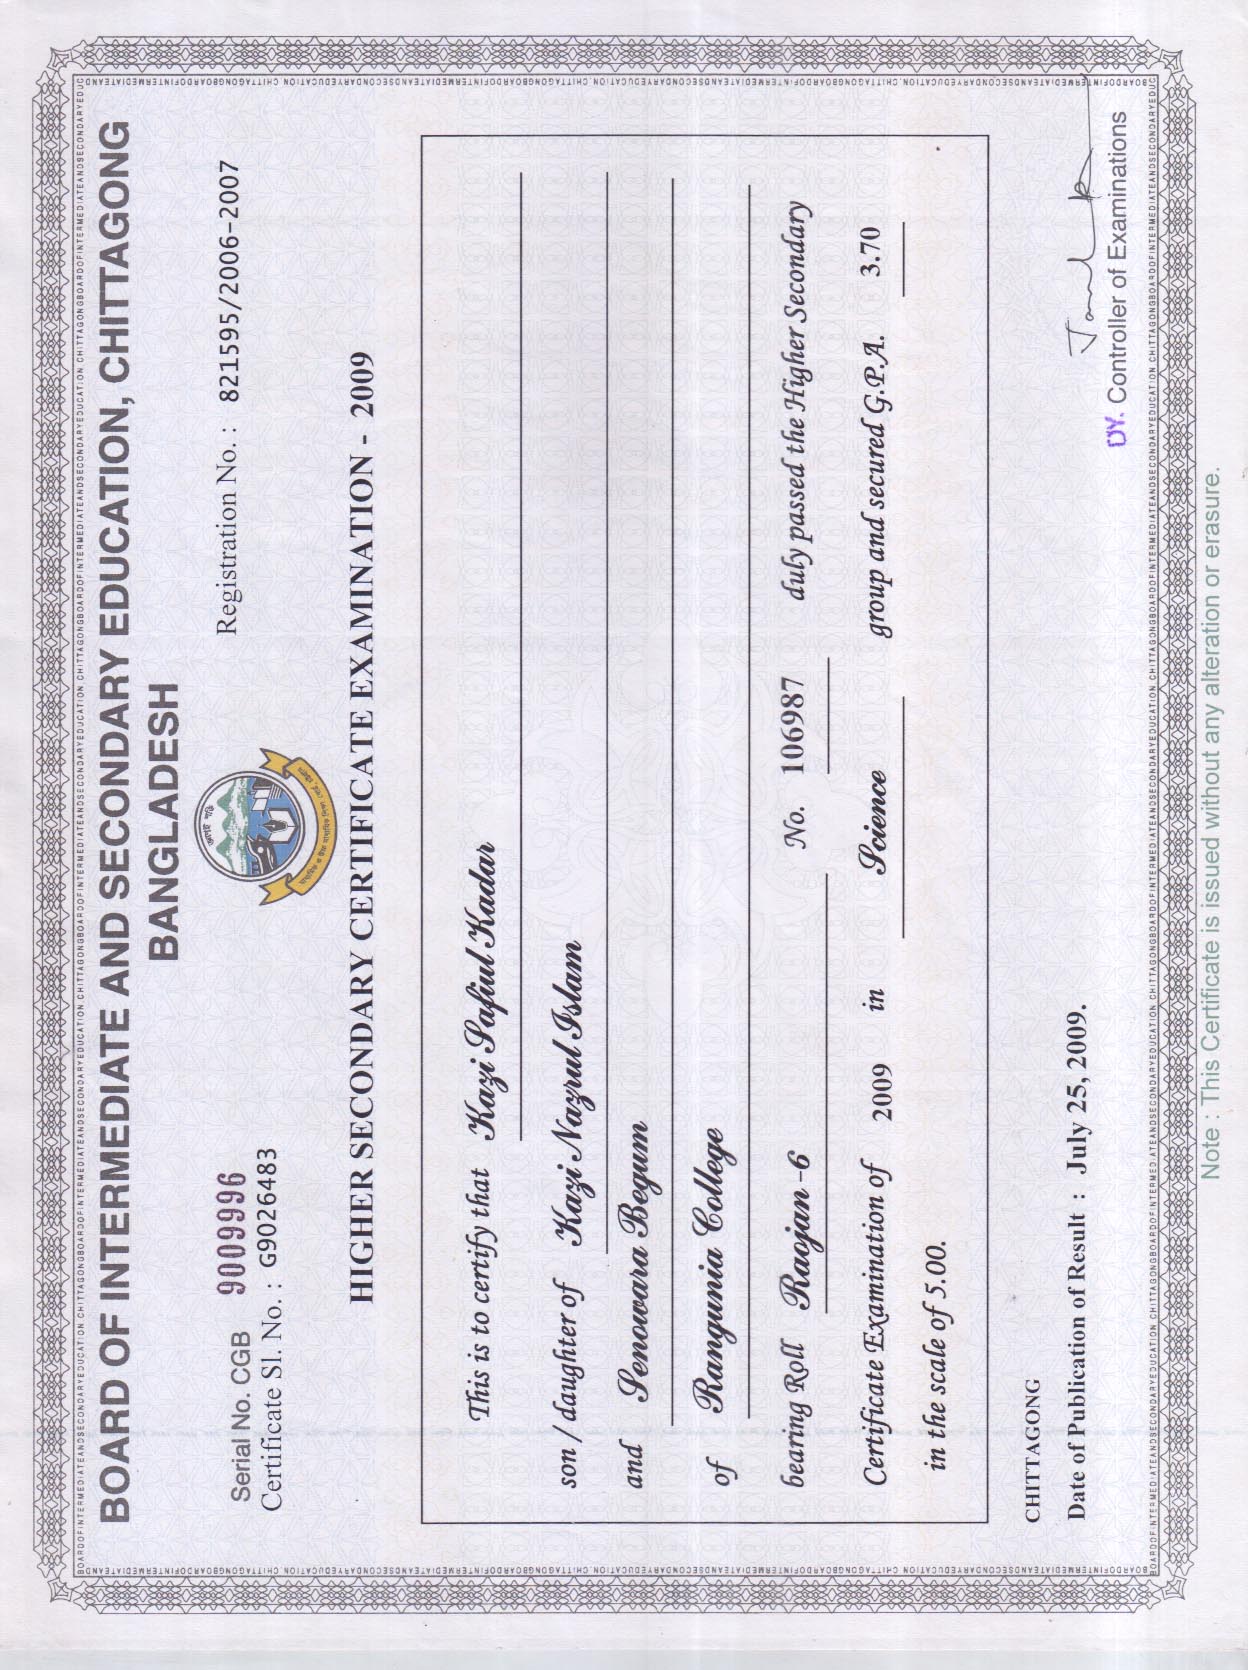 BOARD OF INTERMEDIATE AND SECONDARY EDUCATION, CHITTAGONG
BANGLADESH
Serial No. CGB 9009996
Certificate Sl. No. : G9026483
Registration No. : 821595/2006-2007
HIGHER SECONDARY CERTIFICATE EXAMINATION - 2009
This is to certify that Kazi Safiul Kadar
son / daughter of Kazi Nazrul Islam
and Senowara Begum
of Rangunia College
bearing Roll Raojan-6 No. 106987 duly passed the Higher Secondary
Certificate Examination of 2009 in Science group and secured G.P.A. 3.70
in the scale of 5.00.
CHITTAGONG
Date of Publication of Result : July 25, 2009.
DY. Controller of Examinations
Note : This Certificate is issued without any alteration or erasure.